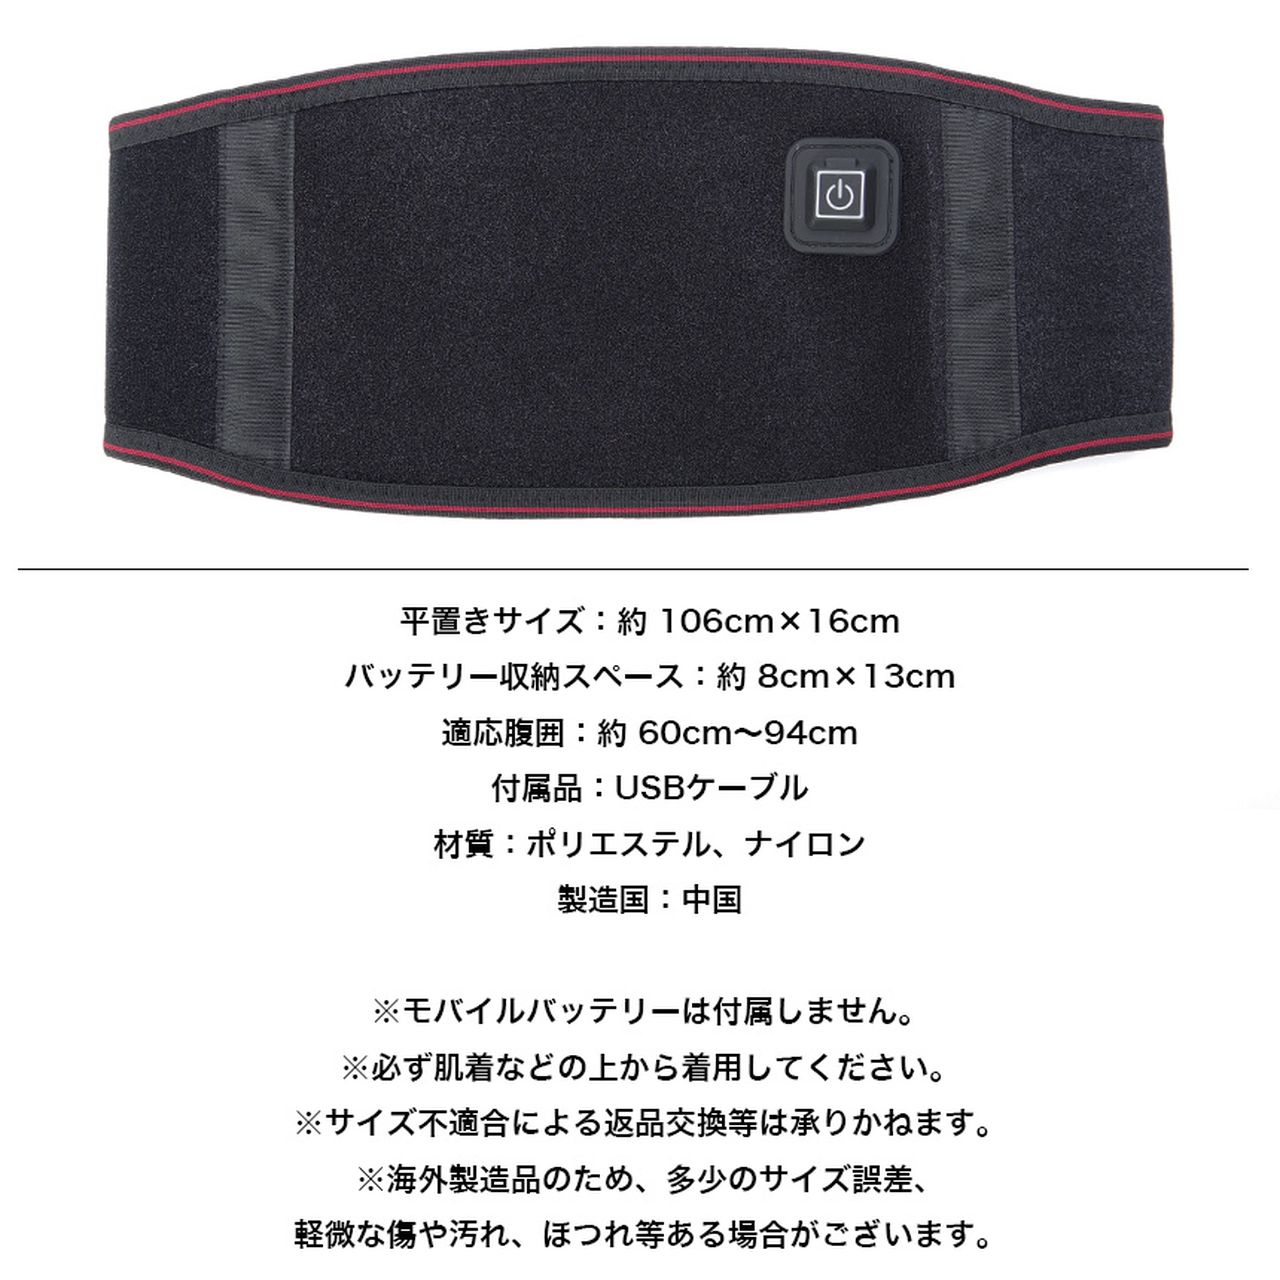 平置きサイズ：約 106cm×16cm
バッテリー収納スペース：約 8cm×13cm
適応腹囲：約 60cm〜94cm
付属品：USBケーブル
材質：ポリエステル、ナイロン
製造国：中国
※モバイルバッテリーは付属しません。
※必ず肌着などの上から着用してください。
※サイズ不適合による返品交換等は承りかねます。
※海外製造品のため、多少のサイズ誤差、
軽微な傷や汚れ、ほつれ等ある場合がございます。